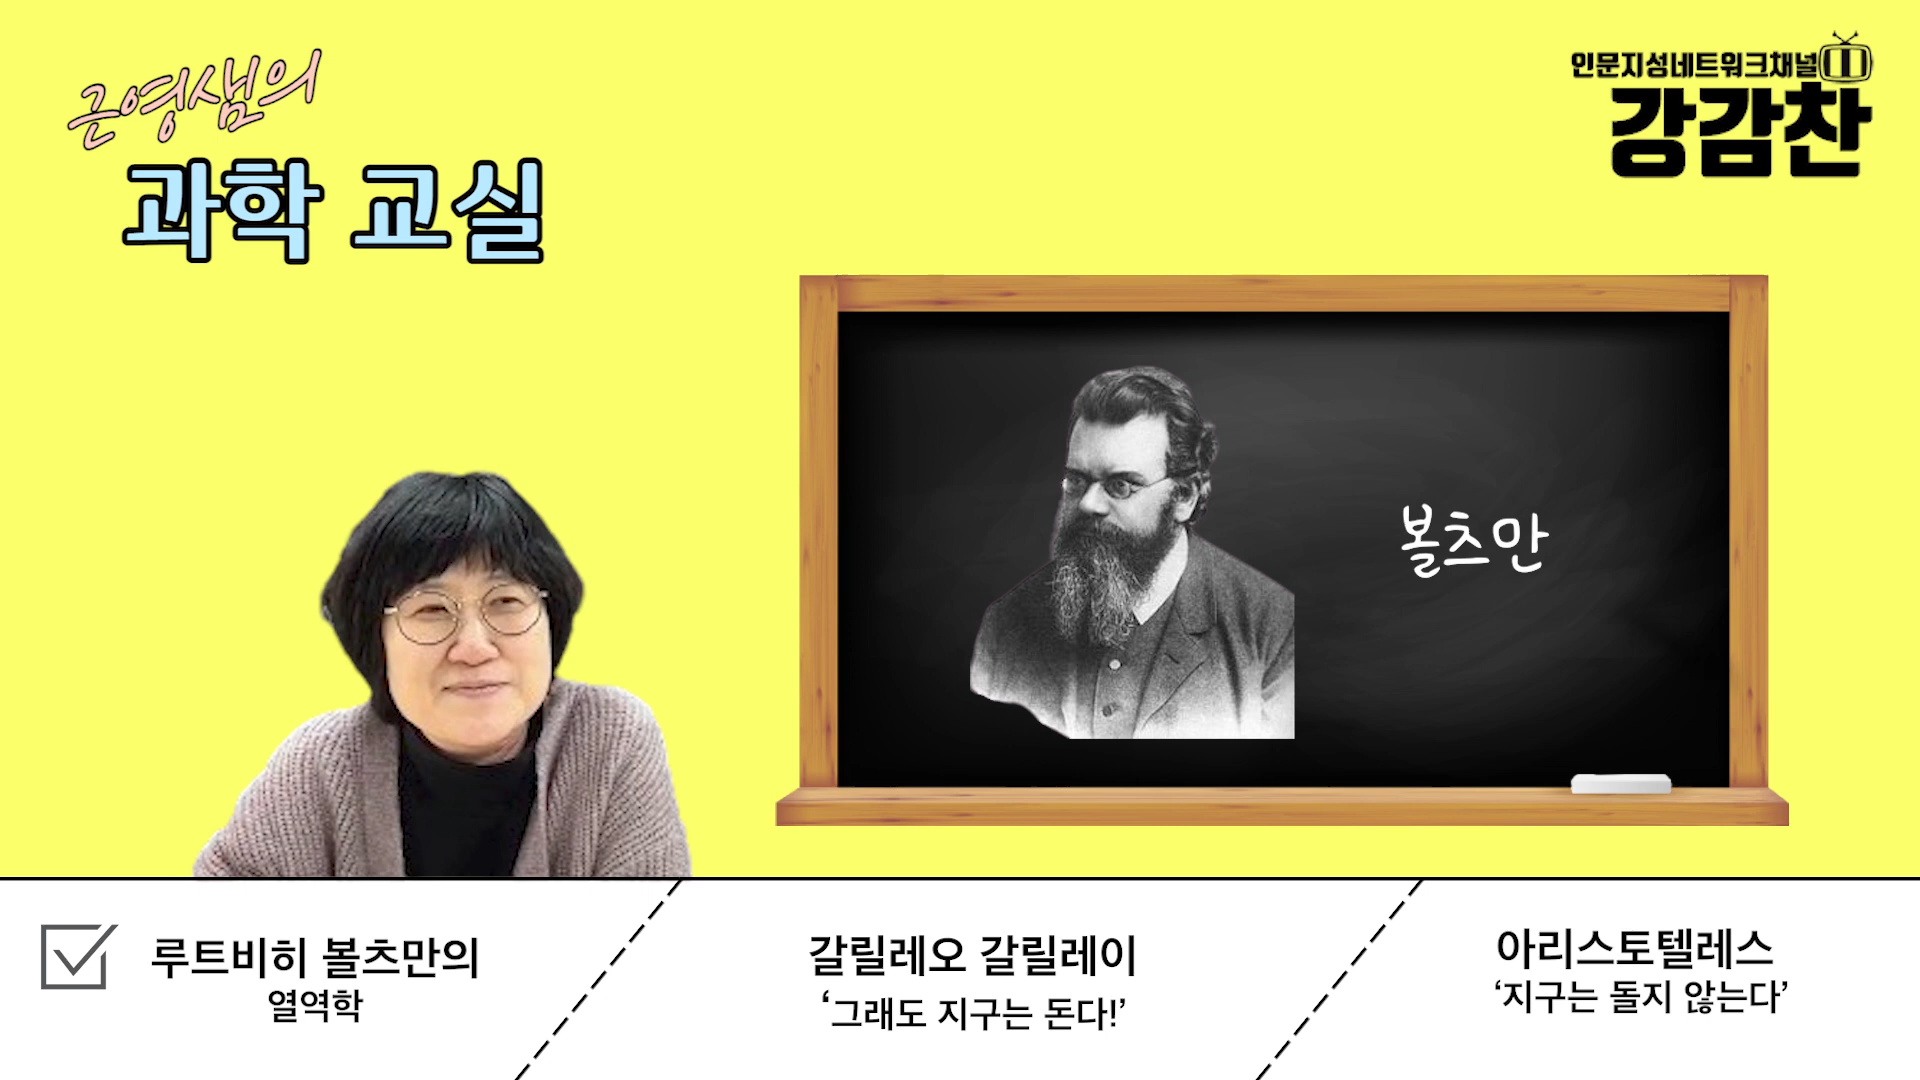 근영샘의
과학 교실
인문지성네트워크채널
강감찬
볼츠만
루트비히 볼츠만의
열역학
갈릴레오 갈릴레이
‘그래도 지구는 돈다!’
아리스토텔레스
‘지구는 돌지 않는다’